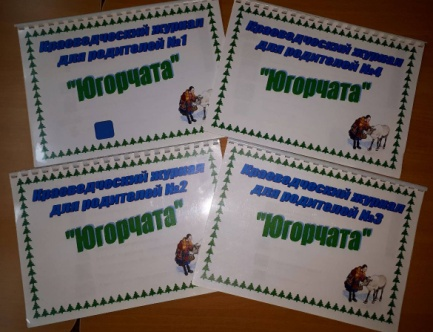 Краеведческий журнал
для родителей №1
"Югорчата"
Краеведческий журнал
для родителей №4
"Югорчата"
Краеведческий журнал
для родителей №2
"Югорчата"
Краеведческий журнал
для родителей №3
"Югорчата"